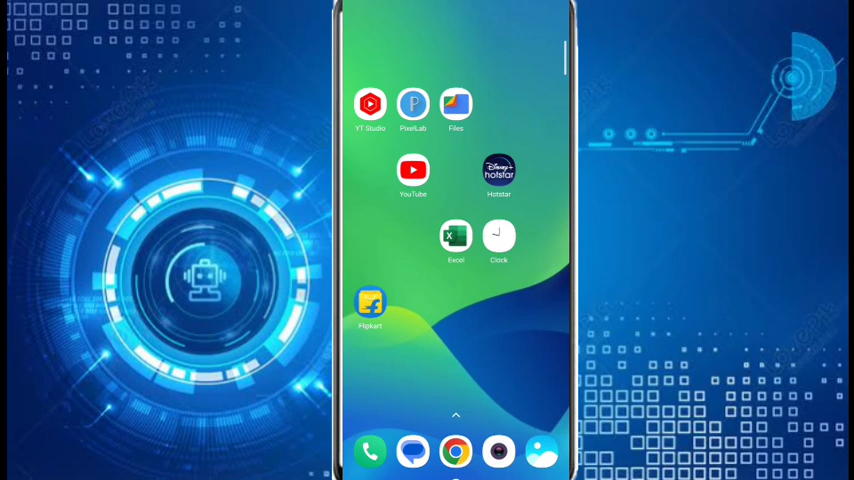 YT Studio PixelLab Files
Disney+
hotstar
YouTube Hotstar
Excel Clock
Flipkart